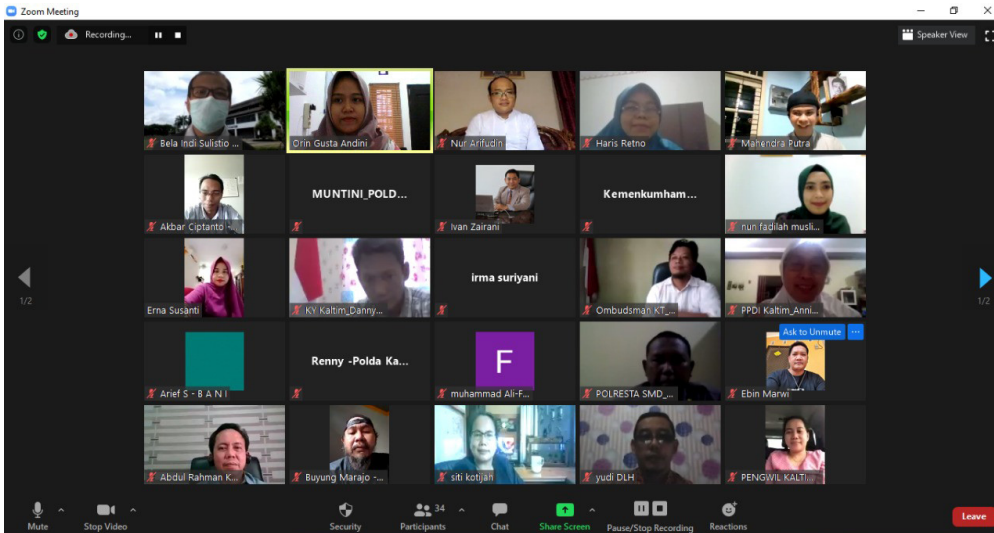 Zoom Meeting
Recording...
Speaker View
Bela Indi Sulistio ...
Orin Gusta Andini
Nur Arifudin
Haris Retno
Mahendra Putra
Akbar Ciptanto -...
MUNTINI_POLD...
Ivan Zairani
Kemenkumham...
nun fadilah musli...
Erna Susanti
KY Kaltim_Danny...
irma suriyani
Ombudsman KT_...
PPDI Kaltim_Anni...
1/2
1/2
Ask to Unmute ...
Arief S - B A N I
Renny -Polda Ka...
F
muhammad Ali-F...
POLRESTA SMD_...
Ebin Marwi
Abdul Rahman K...
Buyung Marajo -...
siti kotijah
yudi DLH
PENGWIL KALTI...
Mute
Stop Video
Security
Participants
34
Chat
Share Screen
Pause/Stop Recording
Reactions
Leave